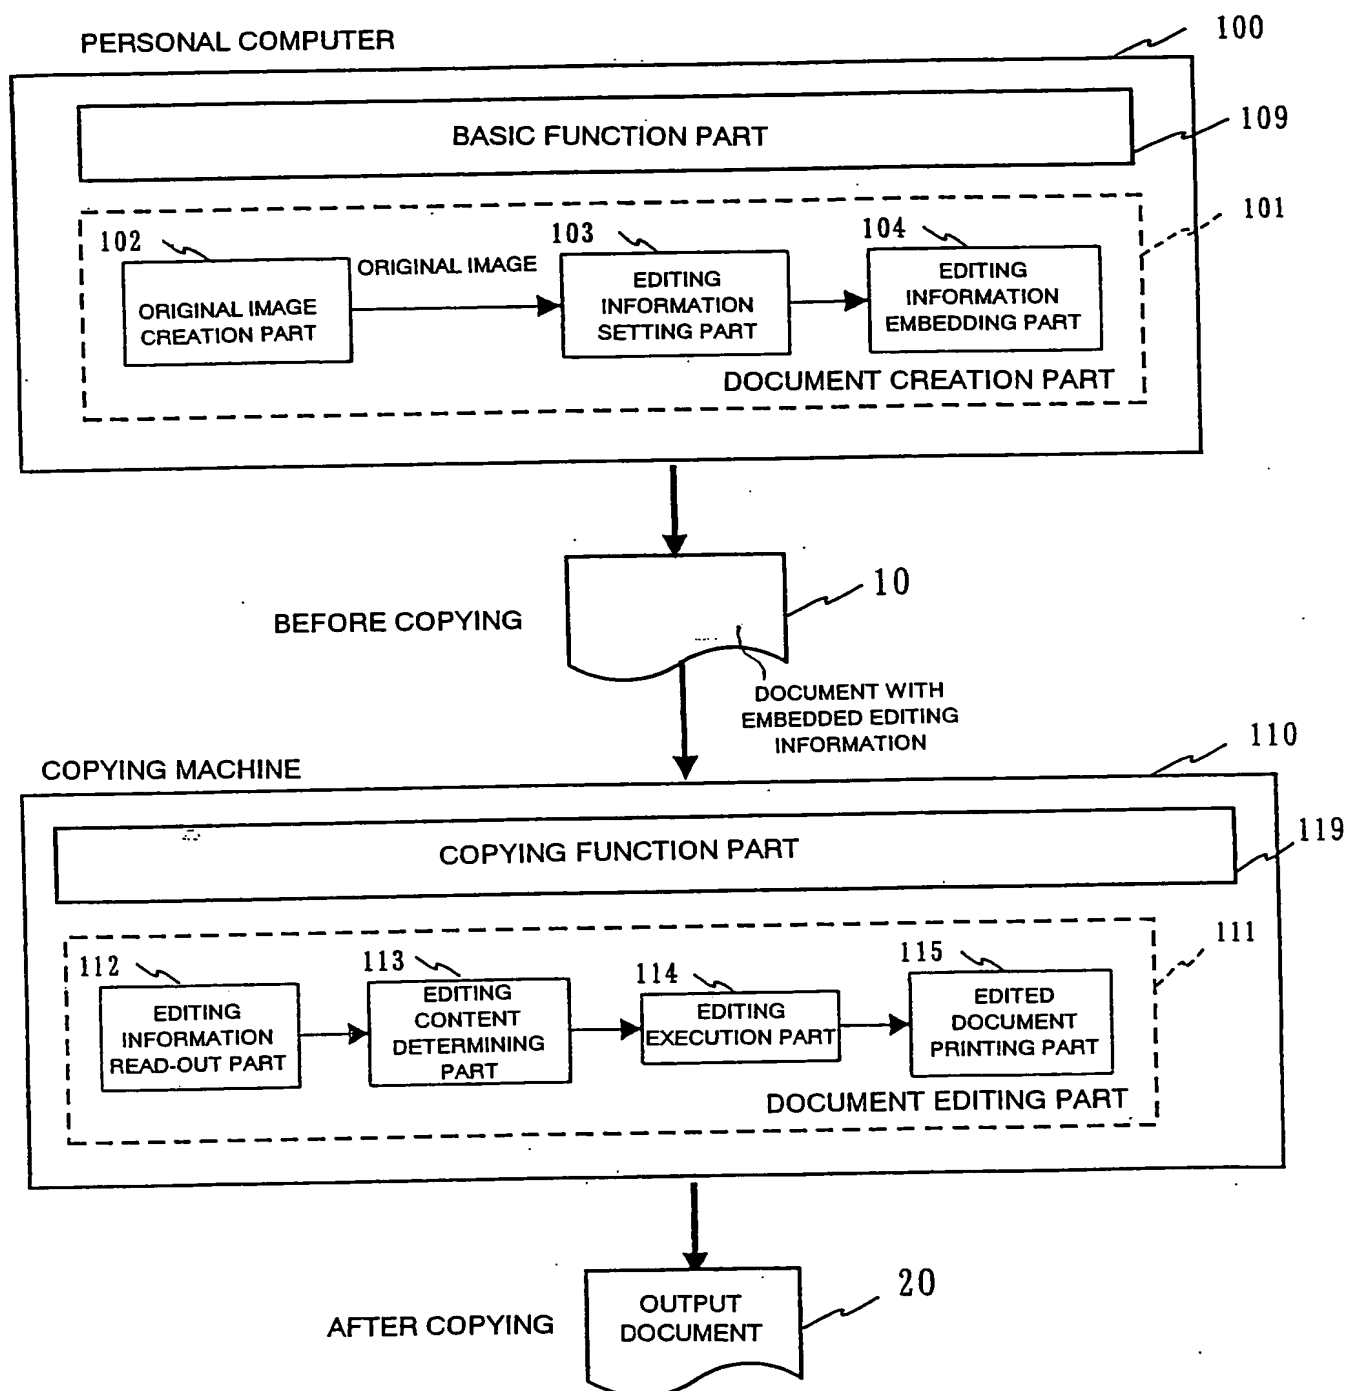 PERSONAL COMPUTER
100
BASIC FUNCTION PART
109
101
102
ORIGINAL IMAGE
CREATION PART
ORIGINAL IMAGE
103
EDITING
INFORMATION
SETTING PART
104
EDITING
INFORMATION
EMBEDDING PART
DOCUMENT CREATION PART
BEFORE COPYING
10
DOCUMENT WITH
EMBEDDED EDITING
INFORMATION
COPYING MACHINE
110
COPYING FUNCTION PART
119
111
112
EDITING
INFORMATION
READ-OUT PART
113
EDITING
CONTENT
DETERMINING
PART
114
EDITING
EXECUTION PART
115
EDITED
DOCUMENT
PRINTING PART
DOCUMENT EDITING PART
AFTER COPYING
OUTPUT
DOCUMENT
20